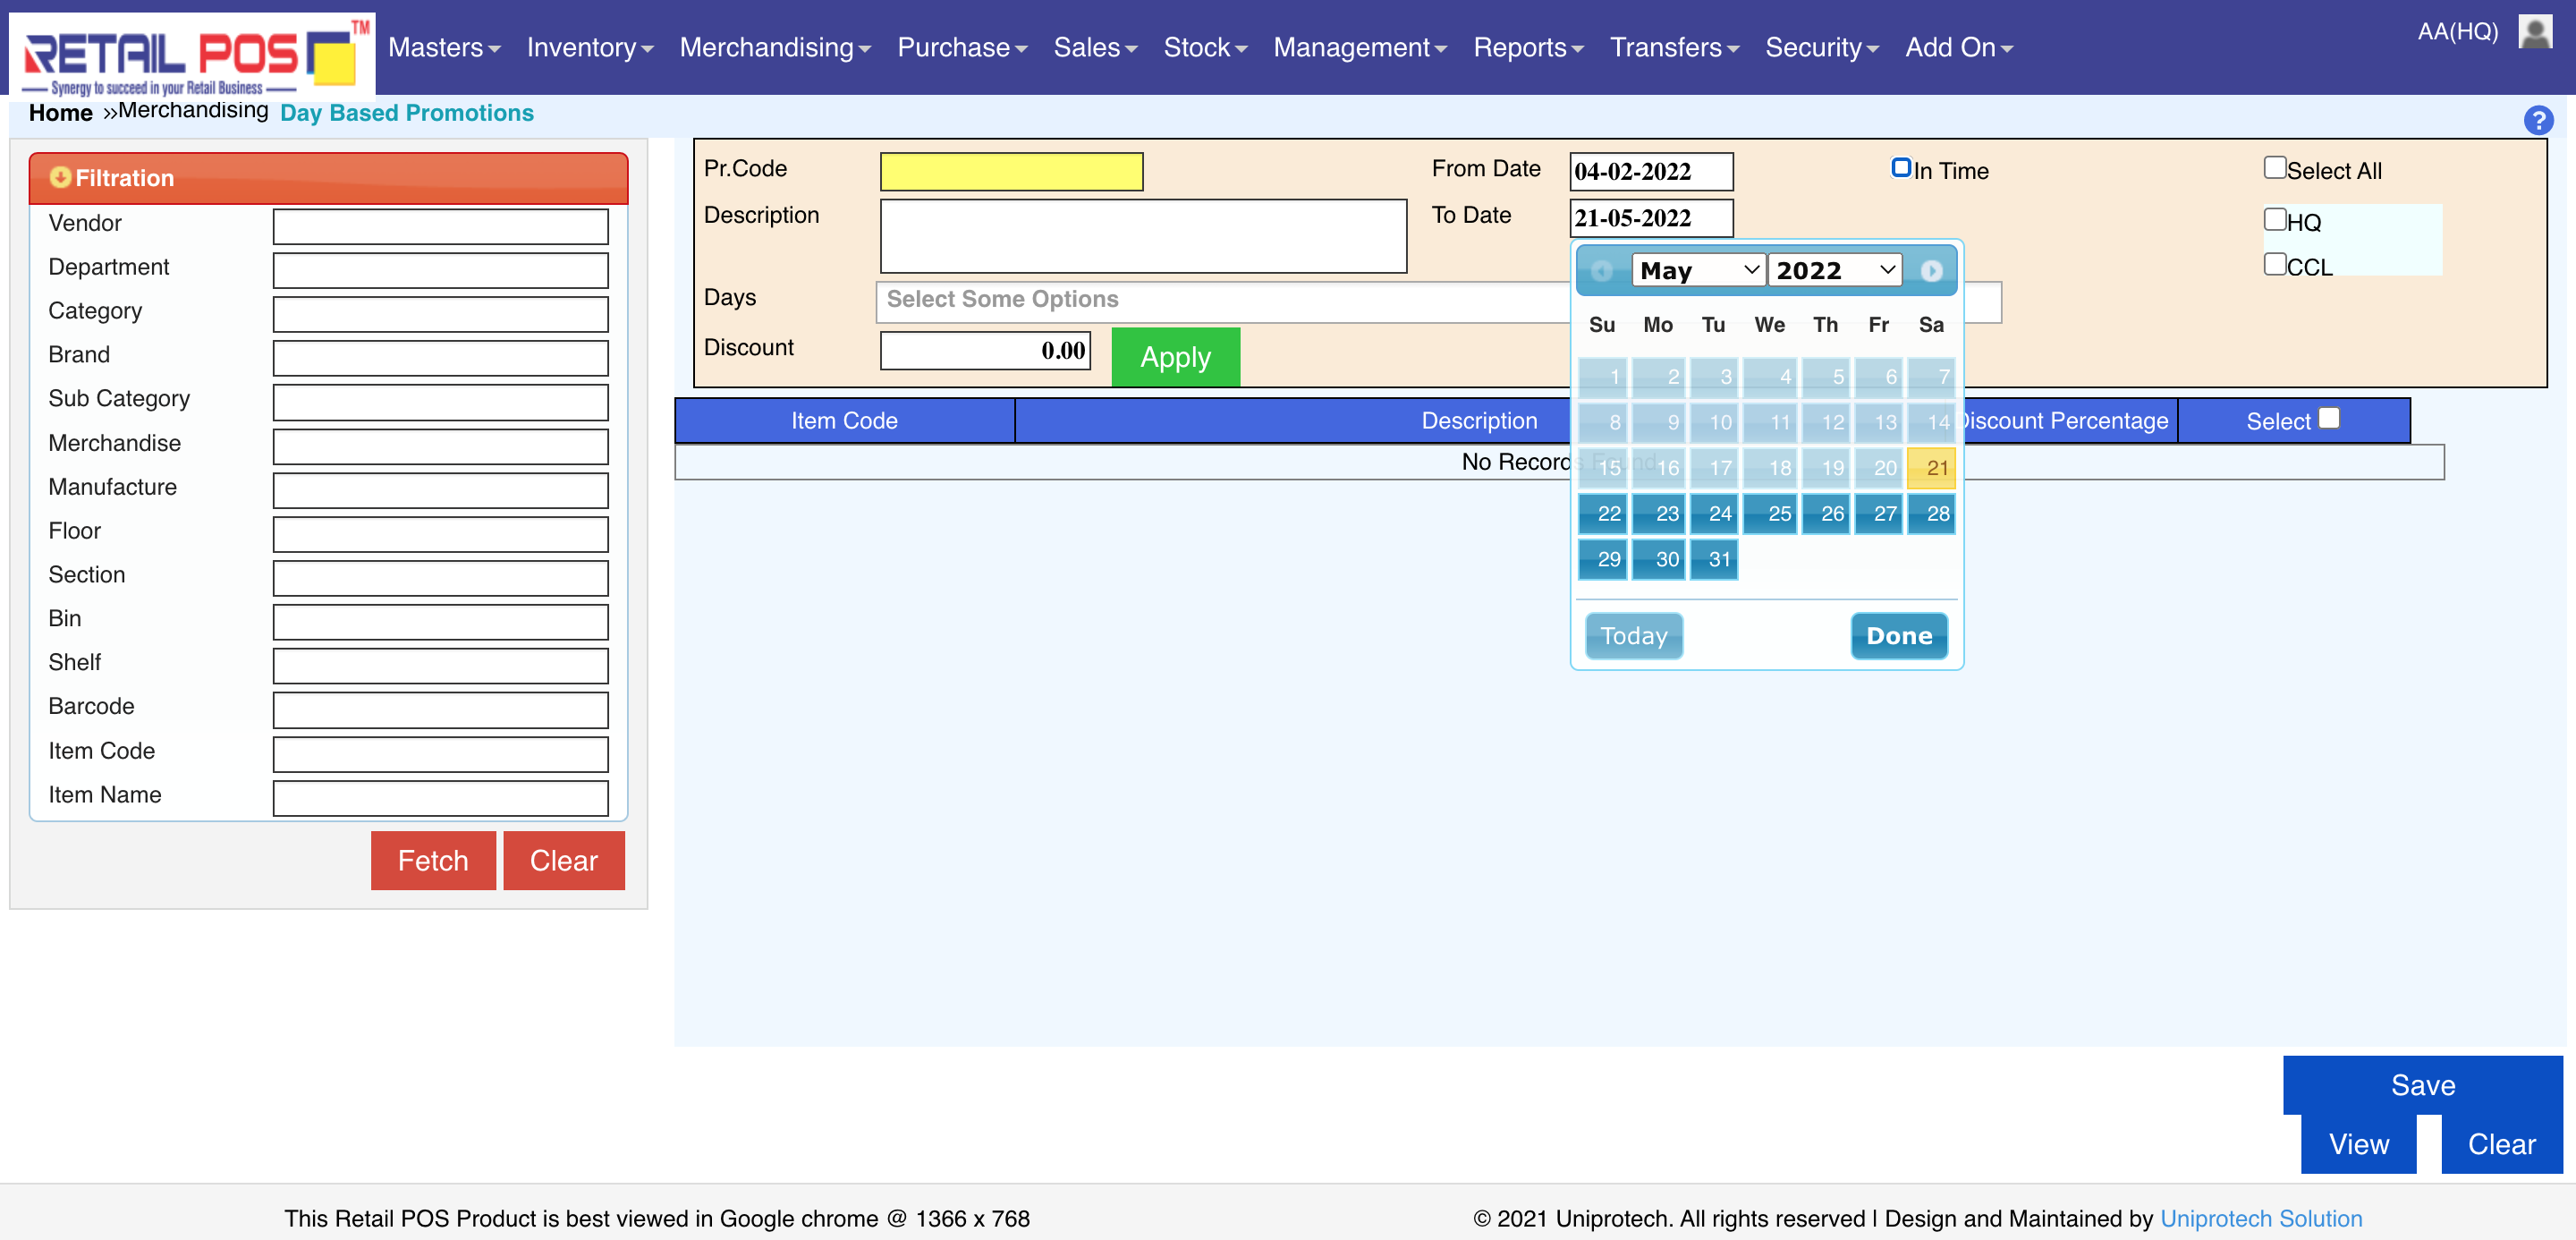 RETAIL POS TM
Synergy to succeed in your Retail Business
Masters Inventory Merchandising Purchase Sales Stock Management Reports Transfers Security Add On
AA(HQ)
Home »Merchandising Day Based Promotions
?
Filtration
Vendor
Department
Category
Brand
Sub Category
Merchandise
Manufacture
Floor
Section
Bin
Shelf
Barcode
Item Code
Item Name
Fetch Clear
Pr.Code
From Date 04-02-2022
In Time
Select All
Description
To Date 21-05-2022
HQ
CCL
Days Select Some Options
Discount 0.00 Apply
May 2022
Su Mo Tu We Th Fr Sa
1 2 3 4 5 6 7
8 9 10 11 12 13 14
15 16 17 18 19 20 21
22 23 24 25 26 27 28
29 30 31
Today Done
Item Code Description Discount Percentage Select
No Records Found
Save
View Clear
This Retail POS Product is best viewed in Google chrome @ 1366 x 768
© 2021 Uniprotech. All rights reserved | Design and Maintained by Uniprotech Solution